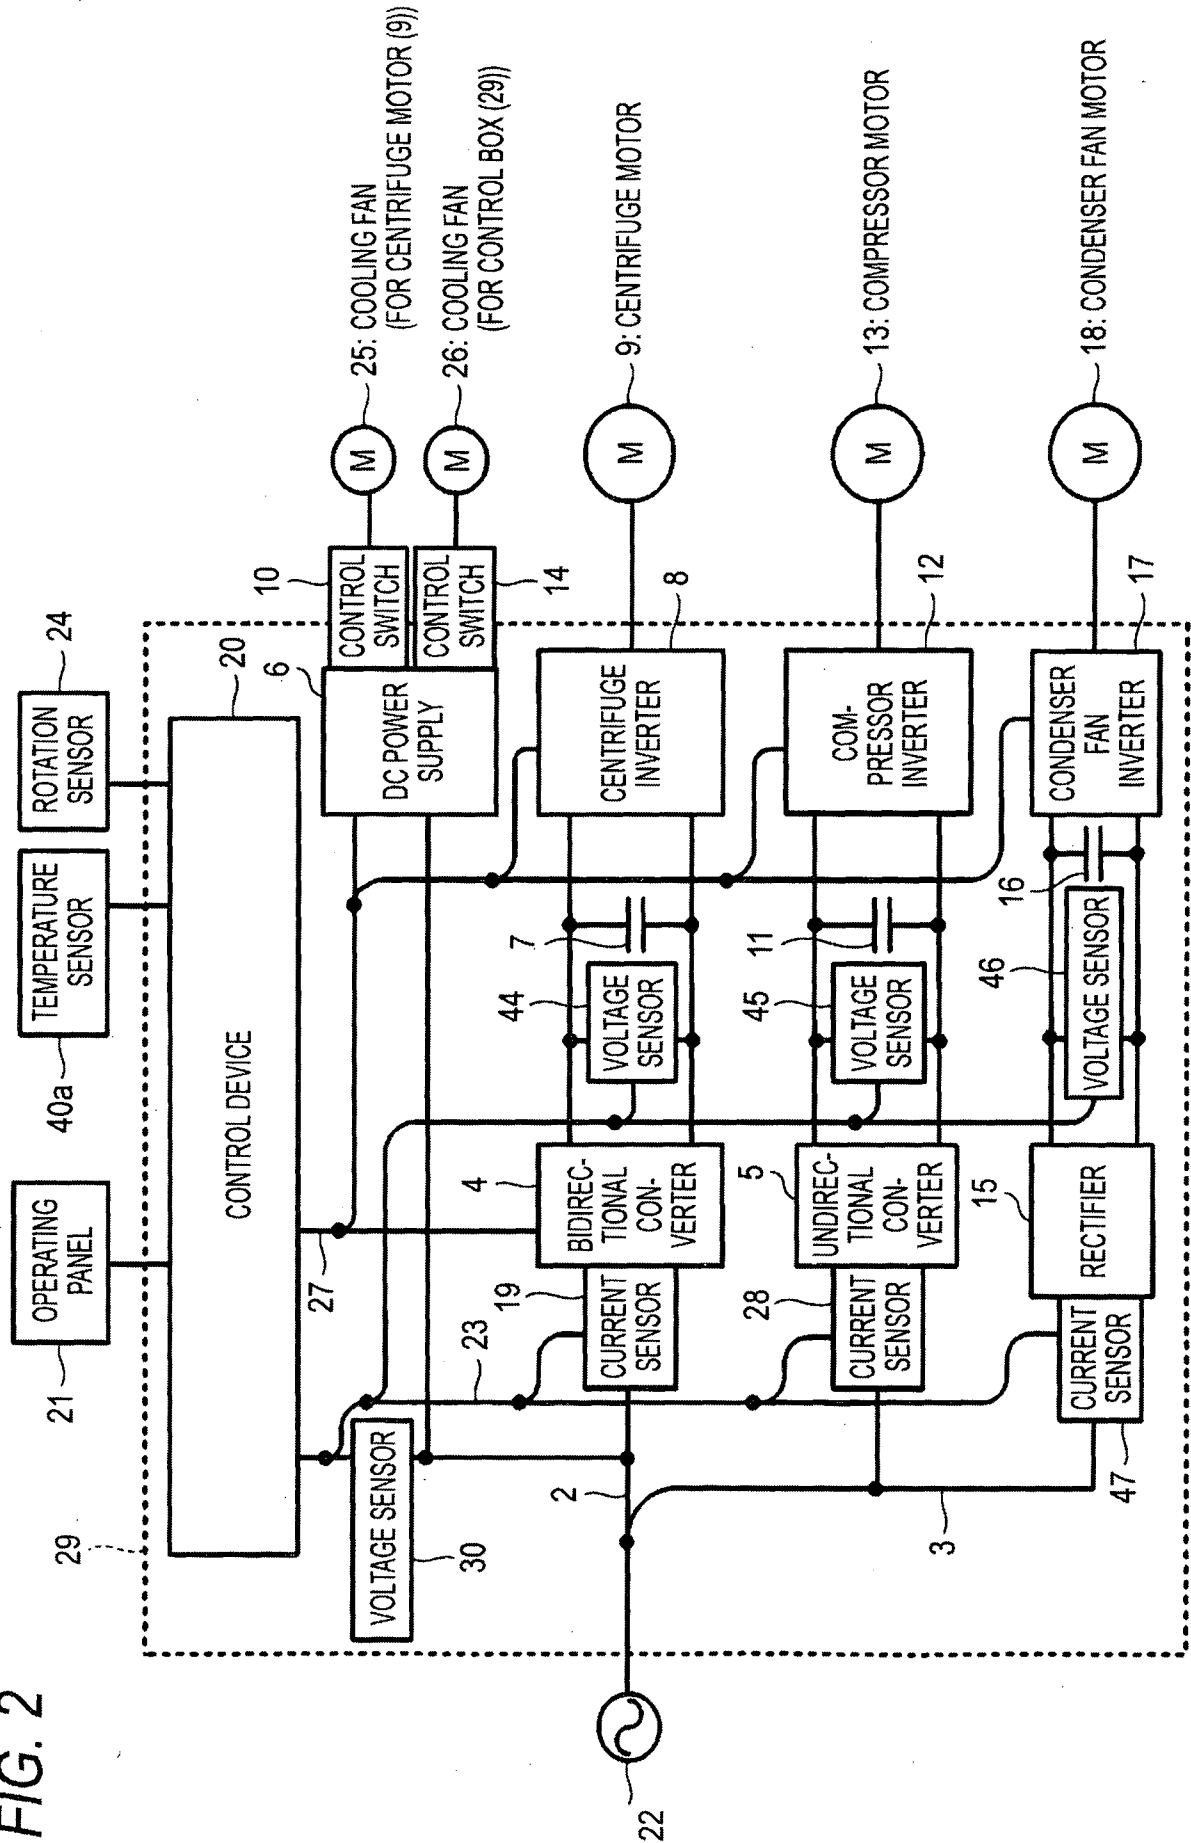 FIG. 2
21
OPERATING
PANEL
40a
TEMPERATURE
SENSOR
24
ROTATION
SENSOR
29
20
CONTROL DEVICE
27
30
VOLTAGE SENSOR
23
6
DC POWER
SUPPLY
10
CONTROL
SWITCH
CONTROL
SWITCH
14
M
25: COOLING FAN
(FOR CENTRIFUGE MOTOR (9))
M
26: COOLING FAN
(FOR CONTROL BOX (29))
22
2
19
CURRENT
SENSOR
4
BIDIREC-
TIONAL
CON-
VERTER
44
VOLTAGE
SENSOR
7
CENTRIFUGE
INVERTER
8
M
9: CENTRIFUGE MOTOR
3
28
CURRENT
SENSOR
5
UNDIREC-
TIONAL
CON-
VERTER
45
VOLTAGE
SENSOR
11
COM-
PRESSOR
INVERTER
12
M
13: COMPRESSOR MOTOR
47
CURRENT
SENSOR
15
RECTIFIER
46
VOLTAGE SENSOR
16
CONDENSER
FAN
INVERTER
17
M
18: CONDENSER FAN MOTOR